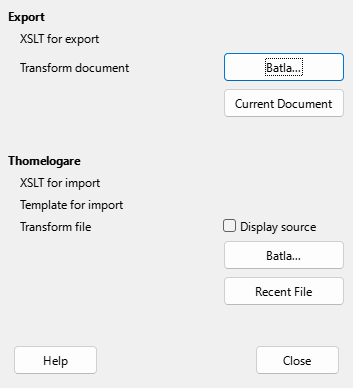 Export
XSLT for export
Transform document
Batla...
Current Document
Thomelogare
XSLT for import
Template for import
Transform file
Display source
Batla...
Recent File
Help
Close